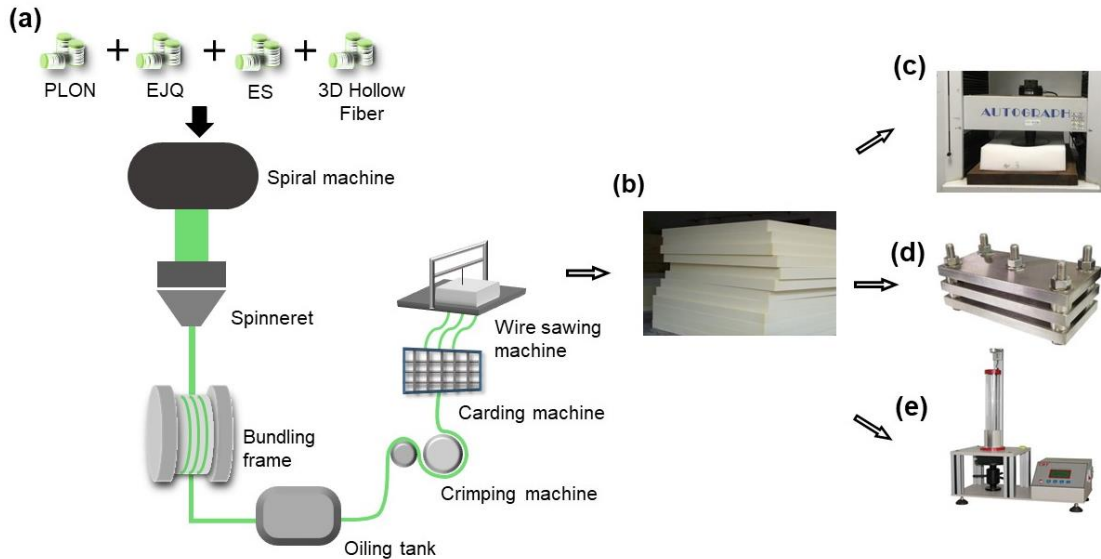 (a)
PLON + EJQ + ES + 3D Hollow
Fiber
Spiral machine
Spinneret
Bundling
frame
Oiling tank
Crimping machine
Carding machine
Wire sawing
machine
(b)
(c)
AUTOGRAPH
(d)
(e)